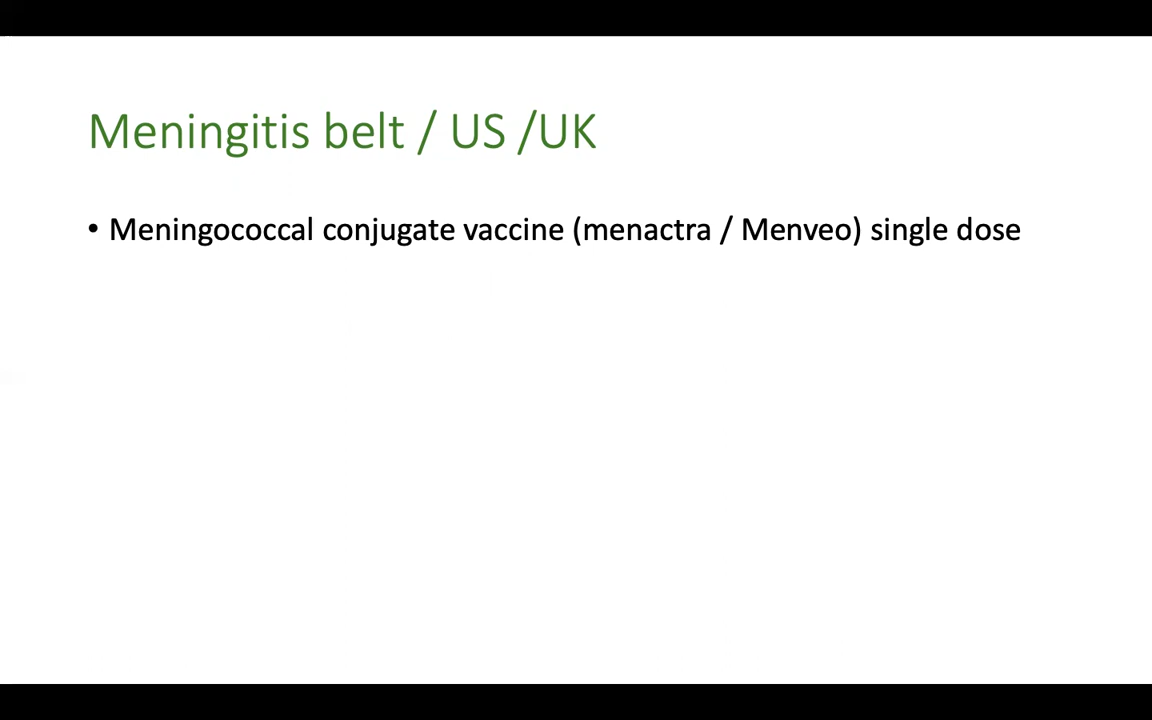 Meningitis belt / US /UK
• Meningococcal conjugate vaccine (menactra / Menveo) single dose